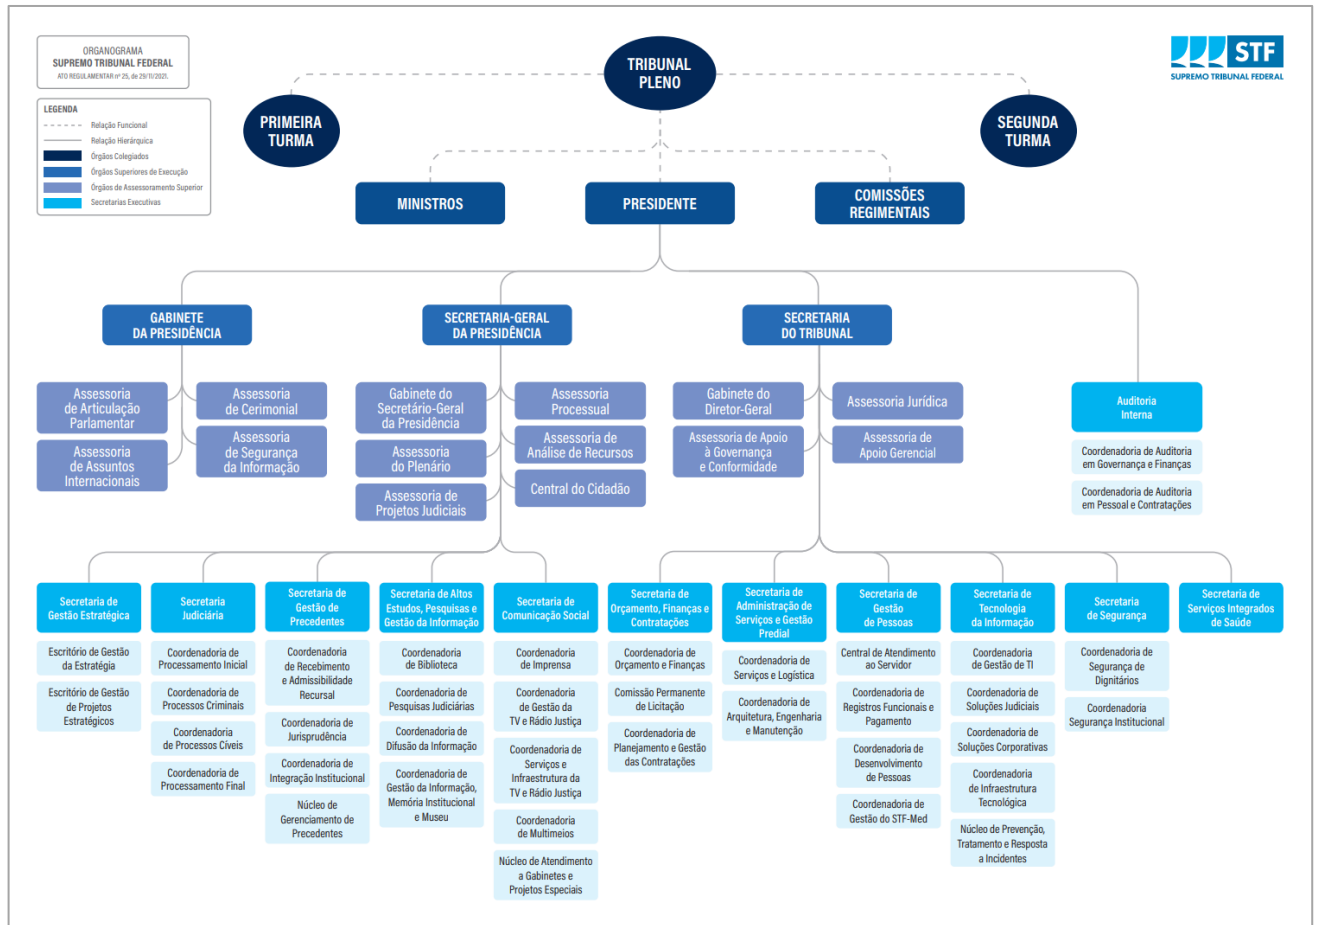 ORGANOGRAMA
SUPREMO TRIBUNAL FEDERAL
ATO REGULAMENTAR nº 25, de 29/11/2021.
STF
SUPREMO TRIBUNAL FEDERAL
LEGENDA
Relação Funcional
Relação Hierárquica
Órgãos Colegiados
Órgãos Superiores de Execução
Órgãos de Assessoramento Superior
Secretarias Executivas
TRIBUNAL
PLENO
PRIMEIRA
TURMA
SEGUNDA
TURMA
MINISTROS
PRESIDENTE
COMISSÕES
REGIMENTAIS
GABINETE
DA PRESIDÊNCIA
SECRETARIA-GERAL
DA PRESIDÊNCIA
SECRETARIA
DO TRIBUNAL
Assessoria
de Articulação
Parlamentar
Assessoria
de Cerimonial
Assessoria
de Assuntos
Internacionais
Assessoria
de Segurança
da Informação
Gabinete do
Secretário-Geral
da Presidência
Assessoria
Processual
Assessoria
do Plenário
Assessoria de
Análise de Recursos
Assessoria de
Projetos Judiciais
Central do Cidadão
Gabinete do
Diretor-Geral
Assessoria Jurídica
Assessoria de Apoio
à Governança
e Conformidade
Assessoria de
Apoio Gerencial
Auditoria
Interna
Coordenadoria de Auditoria
em Governança e Finanças
Coordenadoria de Auditoria
em Pessoal e Contratações
Secretaria de
Gestão Estratégica
Escritório de Gestão
da Estratégia
Escritório de Gestão
de Projetos
Estratégicos
Secretaria
Judiciária
Coordenadoria de
Processamento Inicial
Coordenadoria de
Processos Criminais
Coordenadoria
de Processos Cíveis
Coordenadoria de
Processamento Final
Secretaria de
Gestão de
Precedentes
Coordenadoria
de Recebimento
e Admissibilidade
Recursal
Coordenadoria de
Jurisprudência
Coordenadoria de
Integração Institucional
Núcleo de
Gerenciamento de
Precedentes
Secretaria de Altos
Estudos, Pesquisas e
Gestão da Informação
Coordenadoria
de Biblioteca
Coordenadoria de
Pesquisas Judiciárias
Coordenadoria de
Difusão da Informação
Coordenadoria de
Gestão da Informação,
Memória Institucional
e Museu
Secretaria de
Comunicação Social
Coordenadoria
de Imprensa
Coordenadoria
de Gestão da
TV e Rádio Justiça
Coordenadoria de
Serviços e
Infraestrutura da
TV e Rádio Justiça
Coordenadoria
de Multimeios
Núcleo de Atendimento
a Gabinetes e
Projetos Especiais
Secretaria de
Orçamento, Finanças e
Contratações
Coordenadoria de
Orçamento e Finanças
Comissão Permanente
de Licitação
Coordenadoria de
Planejamento e Gestão
das Contratações
Secretaria de
Administração de
Serviços e Gestão
Predial
Coordenadoria de
Serviços e Logística
Coordenadoria de
Arquitetura, Engenharia
e Manutenção
Secretaria de
Gestão
de Pessoas
Central de Atendimento
ao Servidor
Coordenadoria de
Registros Funcionais e
Pagamento
Coordenadoria de
Desenvolvimento
de Pessoas
Coordenadoria de
Gestão do STF-Med
Secretaria de
Tecnologia
da Informação
Coordenadoria
de Gestão de TI
Coordenadoria de
Soluções Judiciais
Coordenadoria de
Soluções Corporativas
Coordenadoria
de Infraestrutura
Tecnológica
Núcleo de Prevenção,
Tratamento e Resposta
a Incidentes
Secretaria
de Segurança
Coordenadoria de
Segurança de
Dignitários
Coordenadoria
Segurança Institucional
Secretaria de
Serviços Integrados
de Saúde